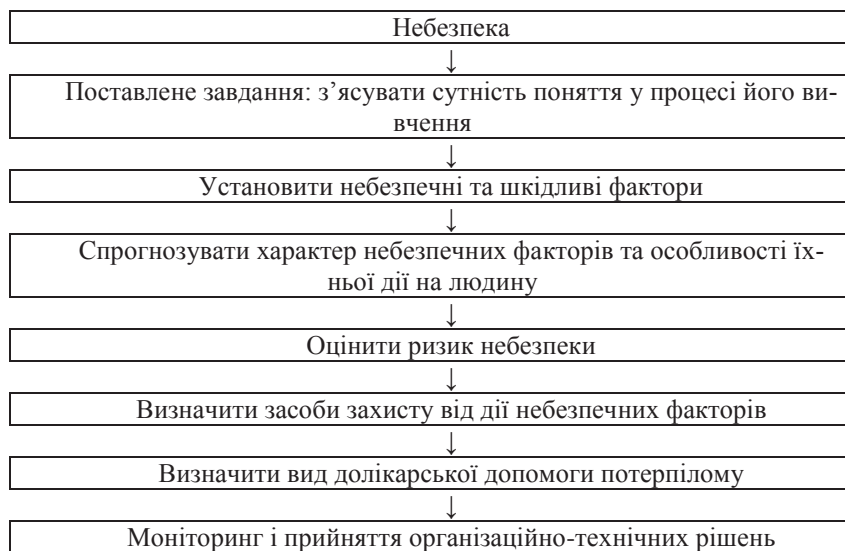 Небезпека
↓
Поставлене завдання: з’ясувати сутність поняття у процесі його ви-
вчення
↓
Установити небезпечні та шкідливі фактори
↓
Спрогнозувати характер небезпечних факторів та особливості їх-
ньої дії на людину
↓
Оцінити ризик небезпеки
↓
Визначити засоби захисту від дії небезпечних факторів
↓
Визначити вид долікарської допомоги потерпілому
↓
Моніторинг і прийняття організаційно-технічних рішень